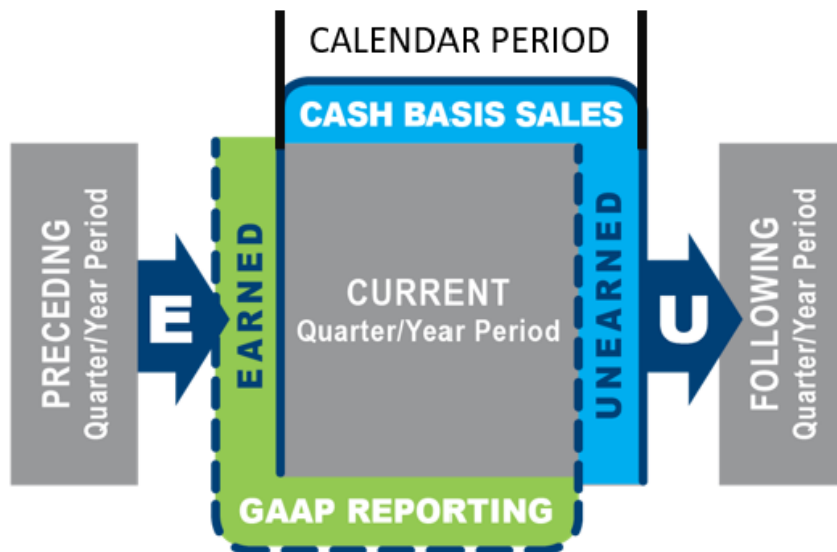 CALENDAR PERIOD
CASH BASIS SALES
PRECEDING
Quarter/Year Period
E
EARNED
CURRENT
Quarter/Year Period
UNEARNED
U
FOLLOWING
Quarter/Year Period
GAAP REPORTING